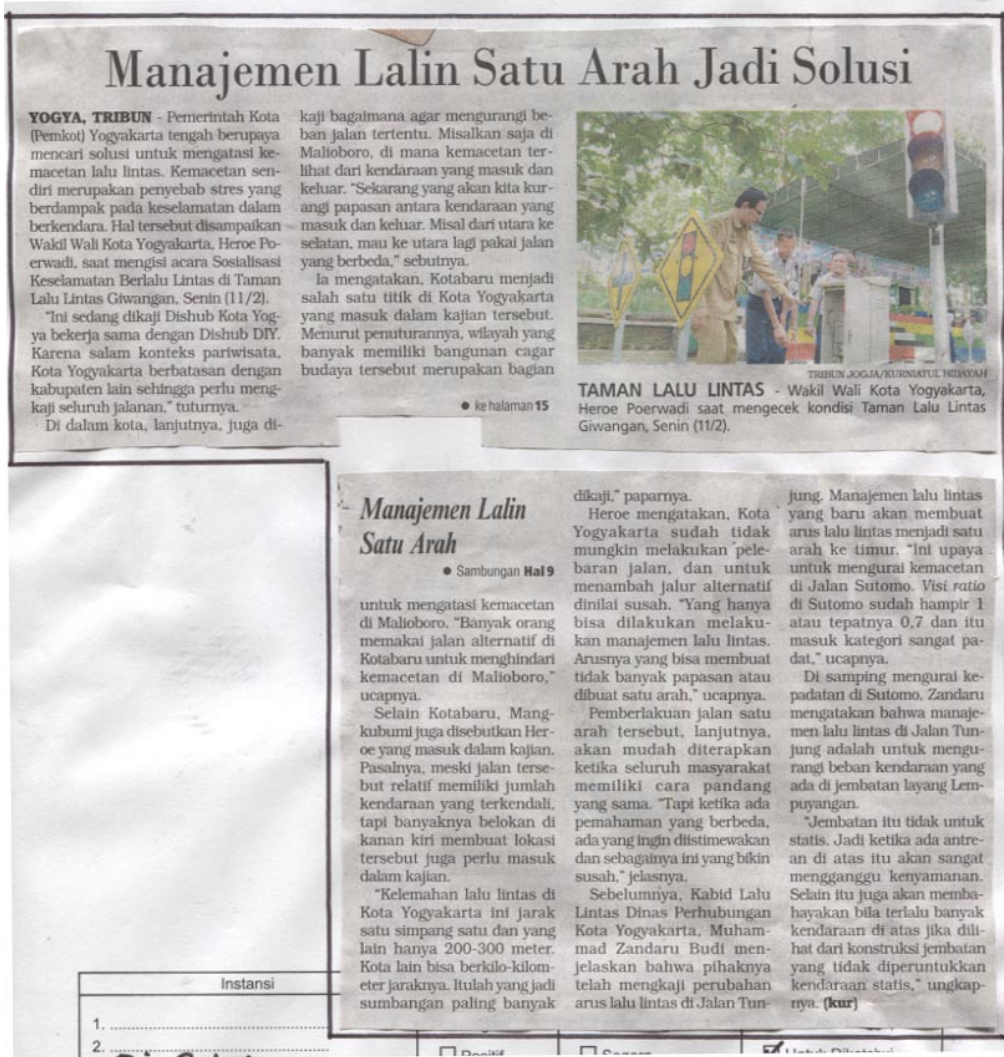 Manajemen Lalin Satu Arah Jadi Solusi
YOGYA, TRIBUN - Pemerintah Kota
(Pemkot) Yogyakarta tengah berupaya
mencari solusi untuk mengatasi ke-
macetan lalu lintas. Kemacetan sen-
diri merupakan penyebab stres yang
berdampak pada keselamatan dalam
berkendara. Hal tersebut disampaikan
Wakil Wali Kota Yogyakarta, Heroe Po-
erwadi, saat mengisi acara Sosialisasi
Keselamatan Berlalu Lintas di Taman
Lalu Lintas Giwangan, Senin (11/2).
"Ini sedang dikaji Dishub Kota Yog-
ya bekerja sama dengan Dishub DIY.
Karena salam konteks pariwisata,
Kota Yogyakarta berbatasan dengan
kabupaten lain sehingga perlu meng-
kaji seluruh jalanan," tuturnya.
Di dalam kota, lanjutnya, juga di-
kaji bagaimana agar mengurangi be-
ban jalan tertentu. Misalkan saja di
Malioboro, di mana kemacetan ter-
lihat dari kendaraan yang masuk dan
keluar. "Sekarang yang akan kita kur-
angi papasan antara kendaraan yang
masuk dan keluar. Misal dari utara ke
selatan, mau ke utara lagi pakai jalan
yang berbeda," sebutnya.
Ia mengatakan, Kotabaru menjadi
salah satu titik di Kota Yogyakarta
yang masuk dalam kajian tersebut.
Menurut penuturannya, wilayah yang
banyak memiliki bangunan cagar
budaya tersebut merupakan bagian
● ke halaman 15
TRIBUN JOGJA/KURNIATUL HIDAYAH
TAMAN LALU LINTAS - Wakil Wali Kota Yogyakarta,
Heroe Poerwadi saat mengecek kondisi Taman Lalu Lintas
Giwangan, Senin (11/2).
Manajemen Lalin
Satu Arah
● Sambungan Hal 9
untuk mengatasi kemacetan
di Malioboro. "Banyak orang
memakai jalan alternatif di
Kotabaru untuk menghindari
kemacetan di Malioboro,"
ucapnya.
Selain Kotabaru, Mang-
kubumi juga disebutkan Her-
oe yang masuk dalam kajian.
Pasalnya, meski jalan terse-
but relatif memiliki jumlah
kendaraan yang terkendali,
tapi banyaknya belokan di
kanan kiri membuat lokasi
tersebut juga perlu masuk
dalam kajian.
"Kelemahan lalu lintas di
Kota Yogyakarta ini jarak
satu simpang satu dan yang
lain hanya 200-300 meter.
Kota lain bisa berkilo-kilom-
eter jaraknya. Itulah yang jadi
sumbangan paling banyak
dikaji," paparnya.
Heroe mengatakan, Kota
Yogyakarta sudah tidak
mungkin melakukan pele-
baran jalan, dan untuk
menambah jalur alternatif
dinilai susah. "Yang hanya
bisa dilakukan melaku-
kan manajemen lalu lintas.
Arusnya yang bisa membuat
tidak banyak papasan atau
dibuat satu arah," ucapnya.
Pemberlakuan jalan satu
arah tersebut, lanjutnya,
akan mudah diterapkan
ketika seluruh masyarakat
memiliki cara pandang
yang sama. "Tapi ketika ada
pemahaman yang berbeda,
ada yang ingin diistimewakan
dan sebagainya ini yang bikin
susah," jelasnya.
Sebelumnya, Kabid Lalu
Lintas Dinas Perhubungan
Kota Yogyakarta, Muham-
mad Zandaru Budi men-
jelaskan bahwa pihaknya
telah mengkaji perubahan
arus lalu lintas di Jalan Tun-
jung. Manajemen lalu lintas
yang baru akan membuat
arus lalu lintas menjadi satu
arah ke timur. "Ini upaya
untuk mengurai kemacetan
di Jalan Sutomo. Visi ratio
di Sutomo sudah hampir 1
atau tepatnya 0,7 dan itu
masuk kategori sangat pa-
dat," ucapnya.
Di samping mengurai ke-
padatan di Sutomo, Zandaru
mengatakan bahwa manaje-
men lalu lintas di Jalan Tun-
jung adalah untuk mengu-
rangi beban kendaraan yang
ada di jembatan layang Lem-
puyangan.
"Jembatan itu tidak untuk
statis. Jadi ketika ada antre-
an di atas itu akan sangat
mengganggu kenyamanan.
Selain itu juga akan memba-
hayakan bila terlalu banyak
kendaraan di atas jika dili-
hat dari konstruksi jembatan
yang tidak diperuntukkan
kendaraan statis," ungkap-
nya. (kur)
Instansi
1.
2.